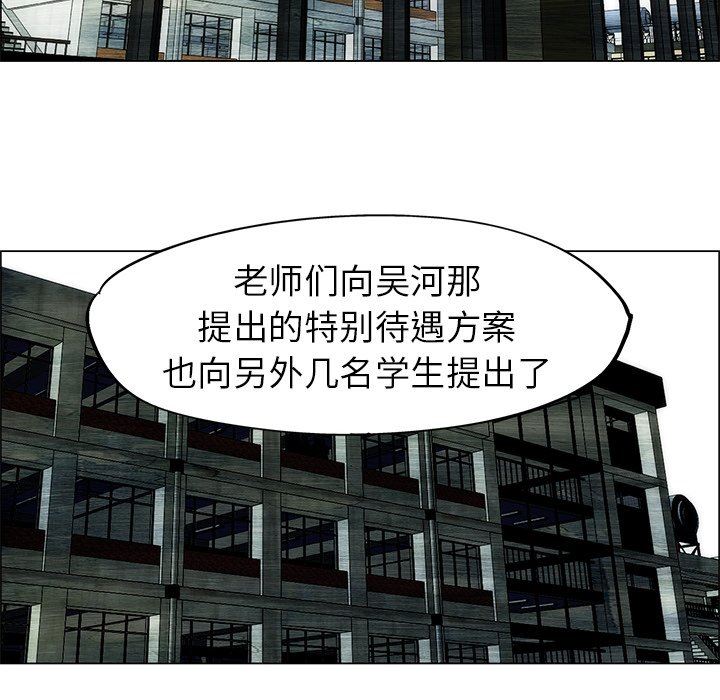 老师们向吴河那
提出的特别待遇方案
也向另外几名学生提出了